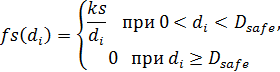 fs(d_i) = { ks/d_i при 0 < d_i < D_safe,
0 при d_i ≥ D_safe